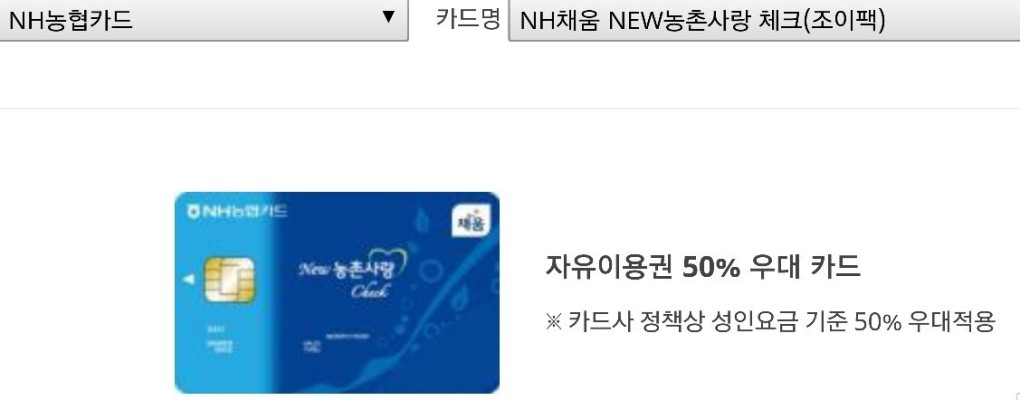 NH농협카드 ▼ 카드명 NH채움 NEW농촌사랑 체크(조이팩)
NH농협카드
채움
New 농촌사랑
Check
자유이용권 50% 우대 카드
※ 카드사 정책상 성인요금 기준 50% 우대적용